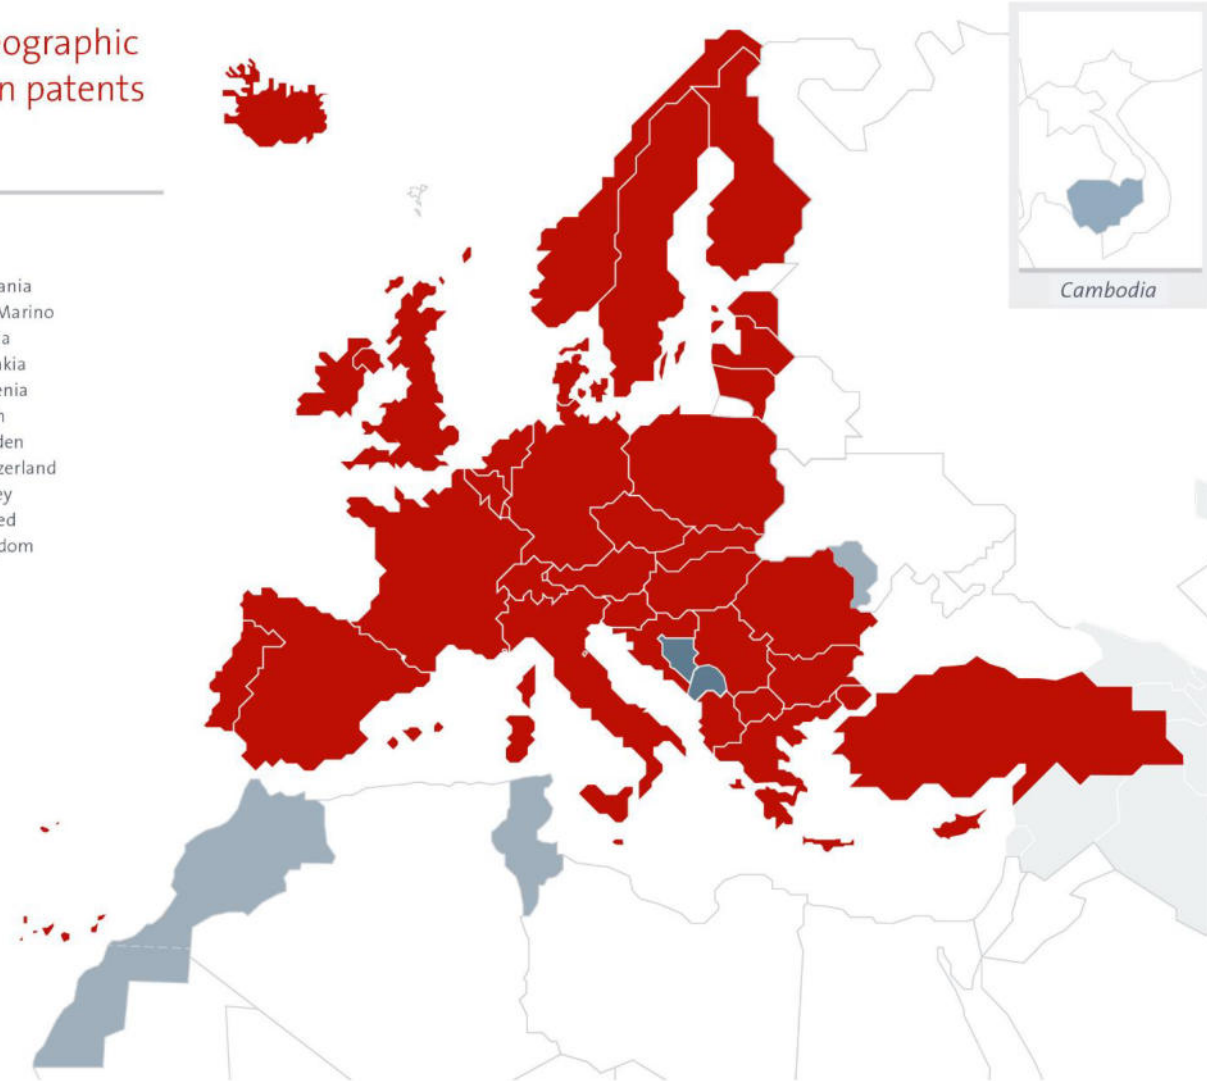 ographic
n patents
ania
Marino
a
kia
enia
n
den
zerland
ey
ed
dom
Cambodia